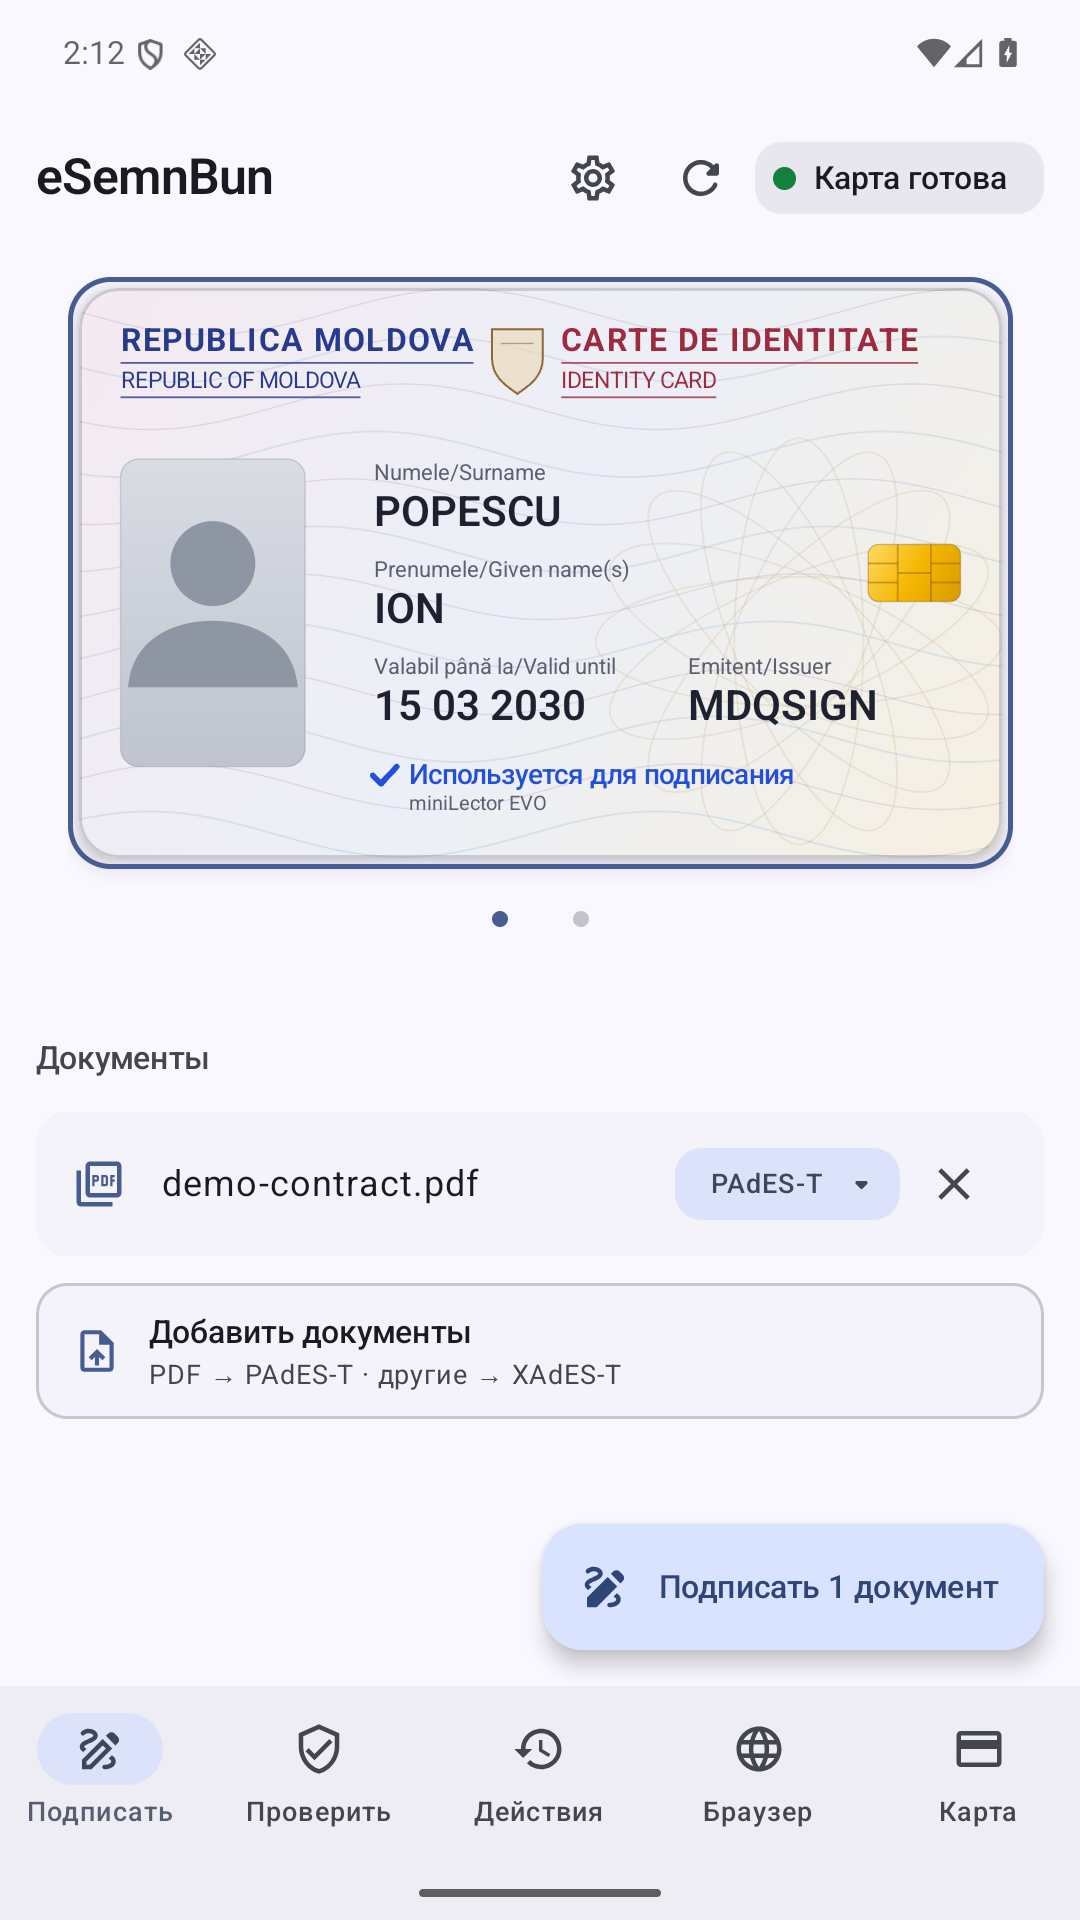 2:12
eSemnBun
Карта готова
REPUBLICA MOLDOVA
REPUBLIC OF MOLDOVA
CARTE DE IDENTITATE
IDENTITY CARD
Numele/Surname
POPESCU
Prenumele/Given name(s)
ION
Valabil până la/Valid until
15 03 2030
Emitent/Issuer
MDQSIGN
Используется для подписания
miniLector EVO
Документы
PDF
demo-contract.pdf
PAdES-T
Добавить документы
PDF → PAdES-T · другие → XAdES-T
Подписать 1 документ
Подписать
Проверить
Действия
Браузер
Карта